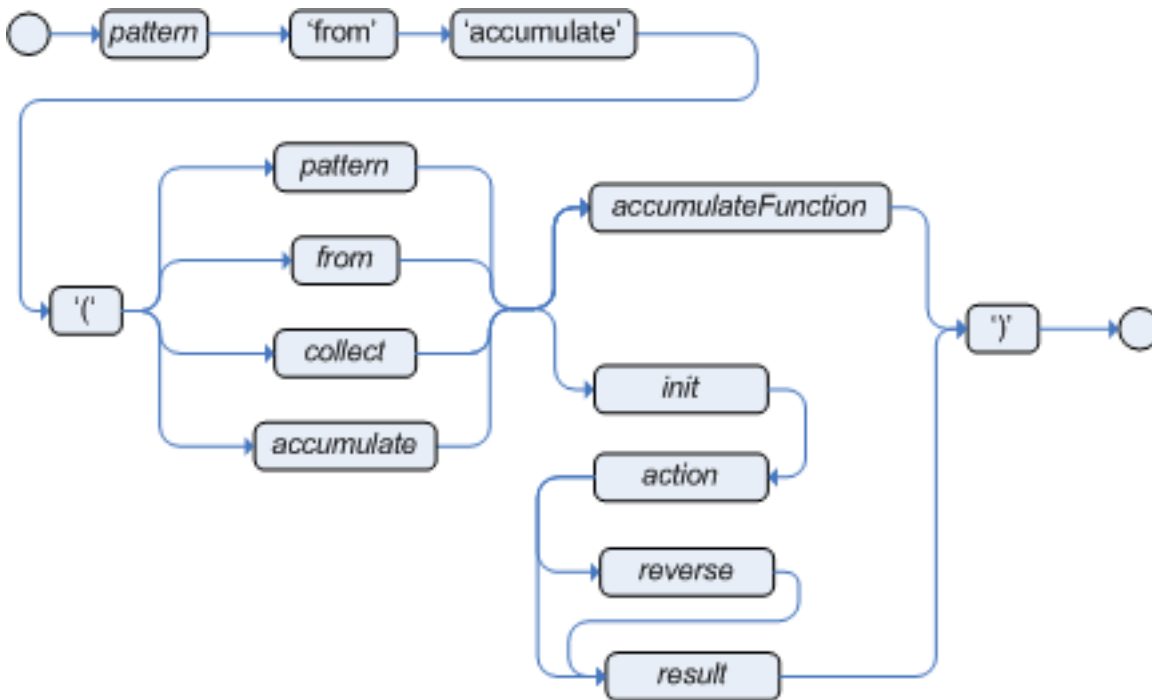 pattern
‘from’
‘accumulate’
pattern
accumulateFunction
from
‘(‘
‘)’
collect
init
accumulate
action
reverse
result